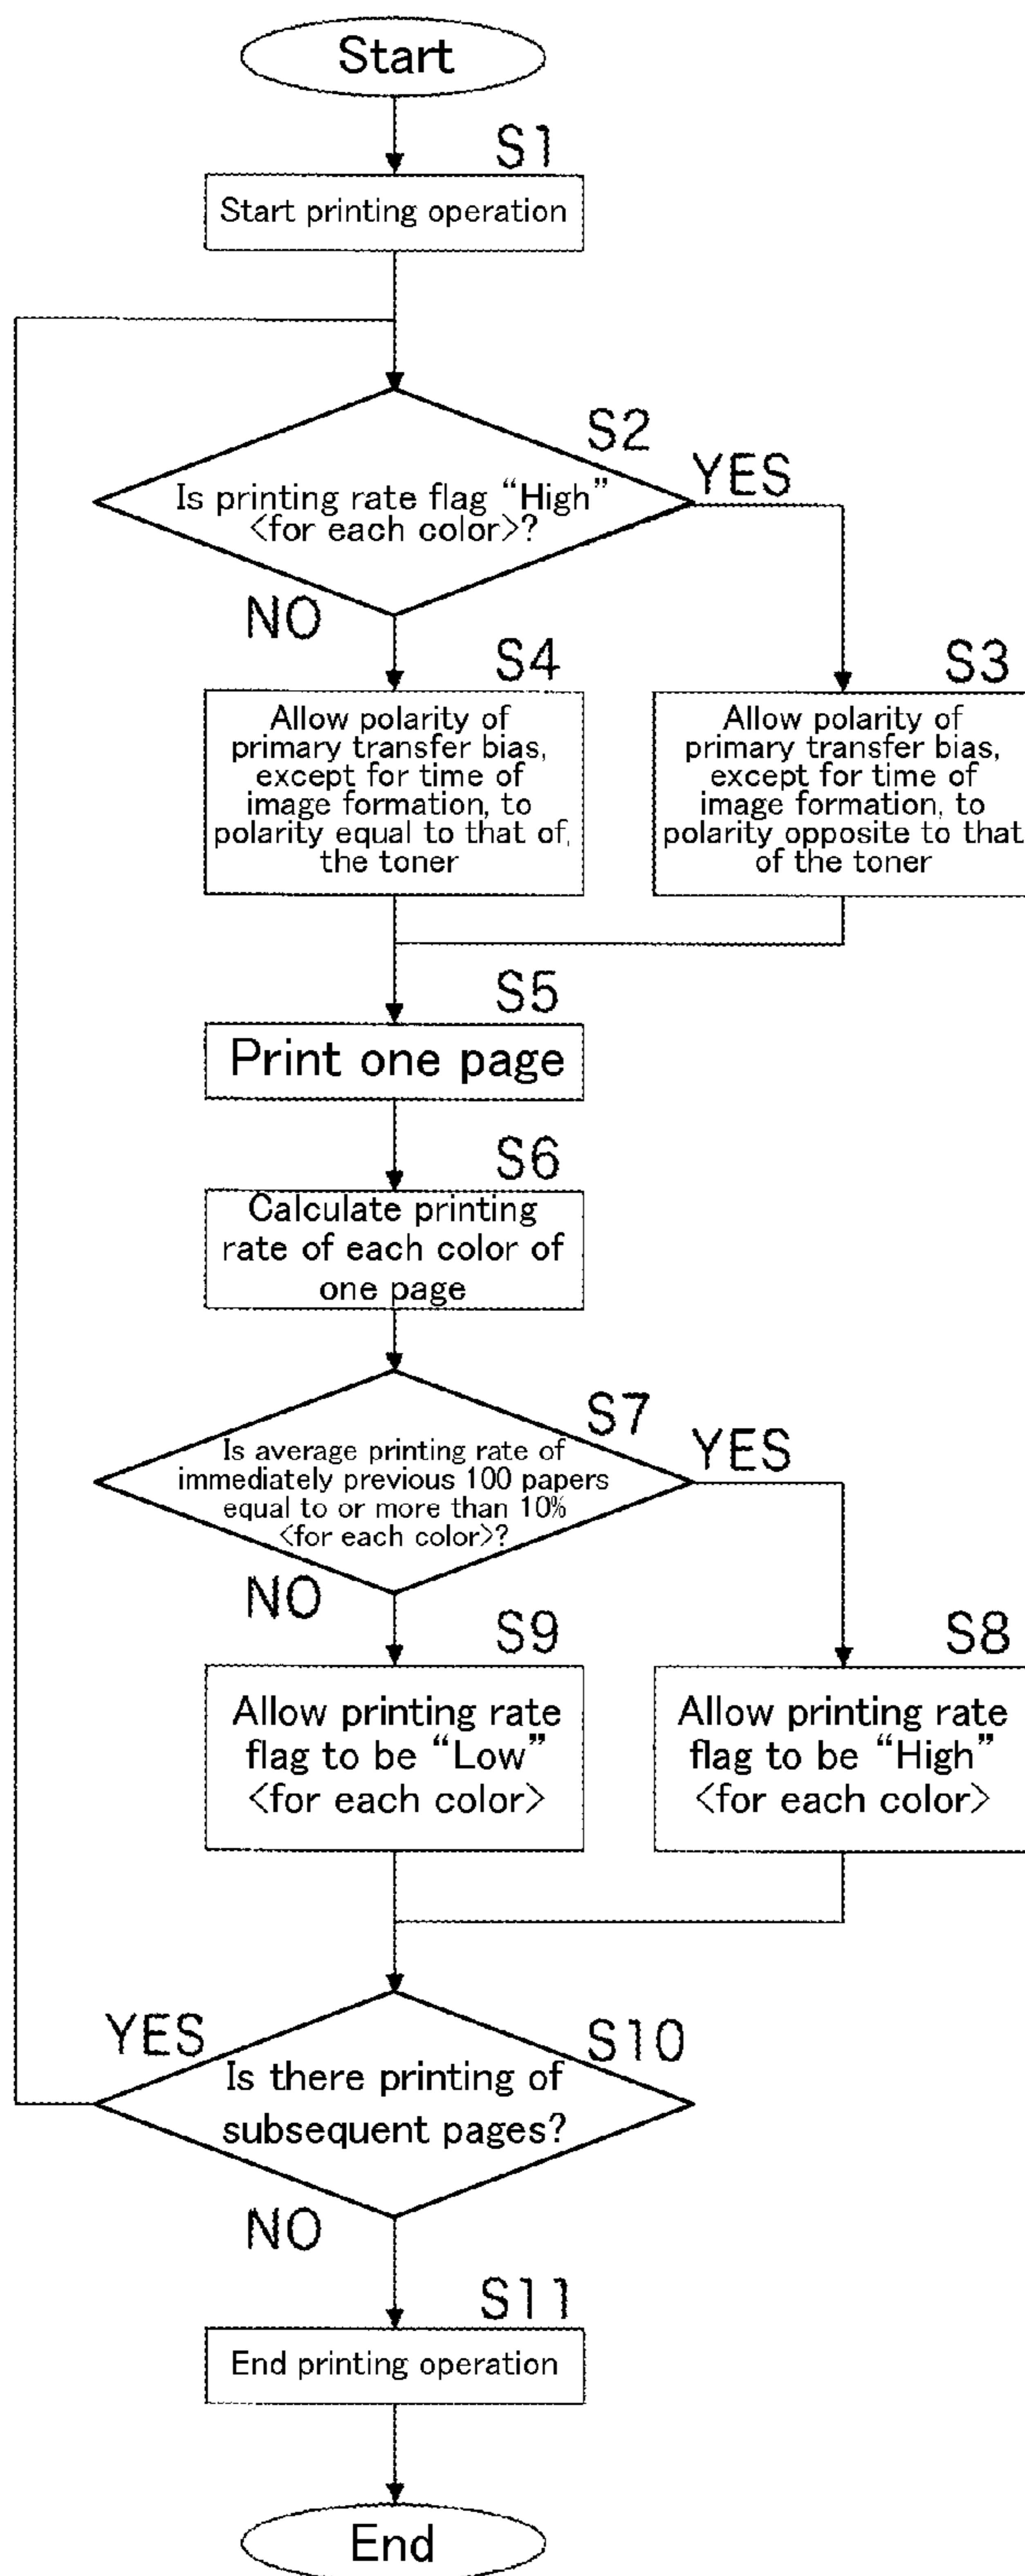 Start
S1
Start printing operation
S2
YES
Is printing rate flag “High”
<for each color>?
NO
S4
Allow polarity of
primary transfer bias,
except for time of
image formation, to
polarity equal to that of
the toner
S3
Allow polarity of
primary transfer bias,
except for time of
image formation, to
polarity opposite to that
of the toner
S5
Print one page
S6
Calculate printing
rate of each color of
one page
S7
YES
Is average printing rate of
immediately previous 100 papers
equal to or more than 10%
<for each color>?
NO
S9
Allow printing rate
flag to be “Low”
<for each color>
S8
Allow printing rate
flag to be “High”
<for each color>
YES
S10
Is there printing of
subsequent pages?
NO
S11
End printing operation
End